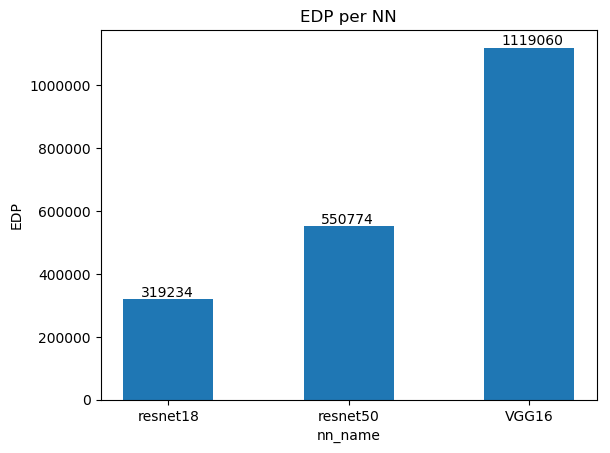 EDP per NN
1119060
1000000
800000
600000
550774
400000
319234
200000
0
EDP
resnet18
resnet50
VGG16
nn_name